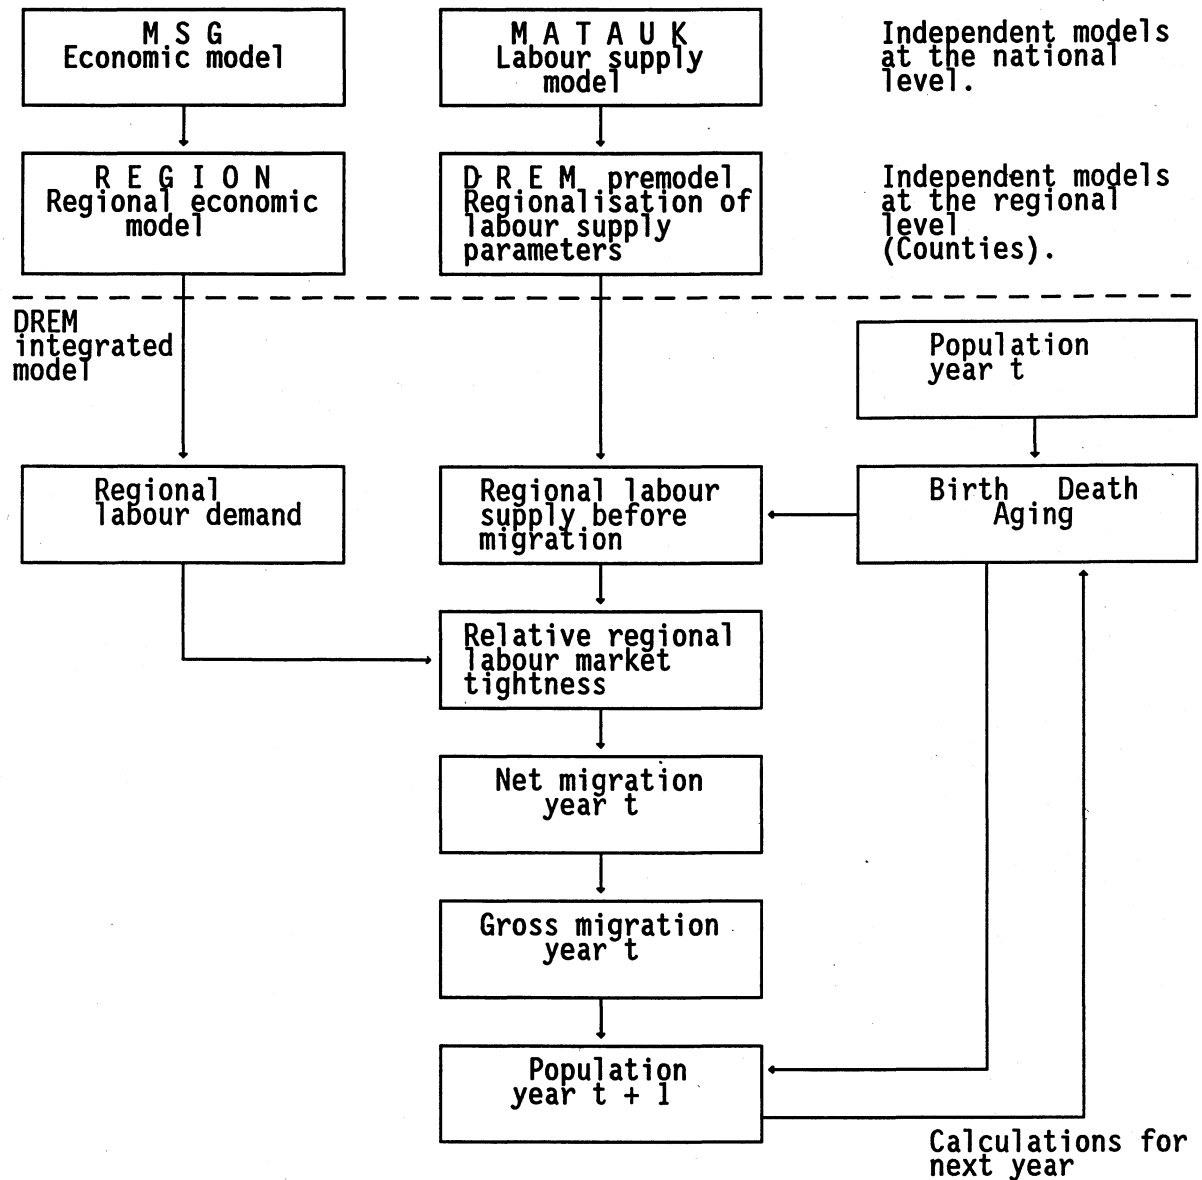 M S G
Economic model
M A T A U K
Labour supply
model
Independent models
at the national
level.
R E G I O N
Regional economic
model
D R E M premodel
Regionalisation of
labour supply
parameters
Independent models
at the regional
level
(Counties).
DREM
integrated
model
Population
year t
Regional
labour demand
Regional labour
supply before
migration
Birth Death
Aging
Relative regional
labour market
tightness
Net migration
year t
Gross migration
year t
Population
year t + 1
Calculations for
next year